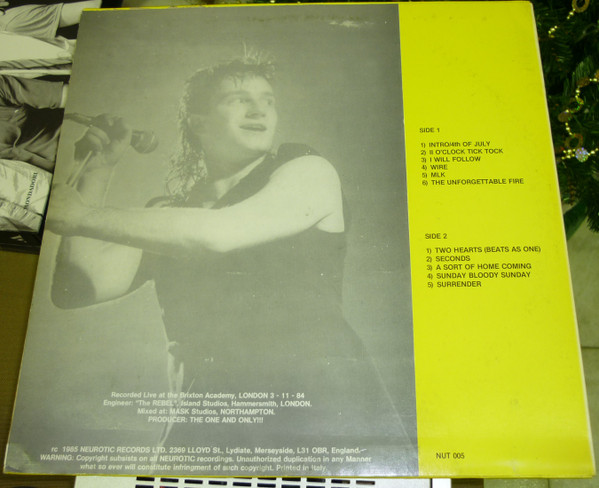 SIDE 1
1) INTRO/4th OF JULY
2) II O'CLOCK TICK TOCK
3) I WILL FOLLOW
4) WIRE
5) MLK
6) THE UNFORGETTABLE FIRE
SIDE 2
1) TWO HEARTS (BEATS AS ONE)
2) SECONDS
3) A SORT OF HOME COMING
4) SUNDAY BLOODY SUNDAY
5) SURRENDER
NUT 005
MONDADORI
Recorded Live at the Brixton Academy, LONDON 3 - 11 - 84
Engineer: "The REBEL", Island Studios, Hammersmith, LONDON.
Mixed at: MASK Studios, NORTHAMPTON.
PRODUCER: THE ONE AND ONLY!!!
rc 1985 NEUROTIC RECORDS LTD. 2369 LLOYD St., Lydiate, Merseyside, L31 OBR, England.
WARNING: Copyright subsists on all NEUROTIC recordings. Unauthorized duplication in any Manner
what so ever will constitute infringment of such copyright. Printed in Italy.